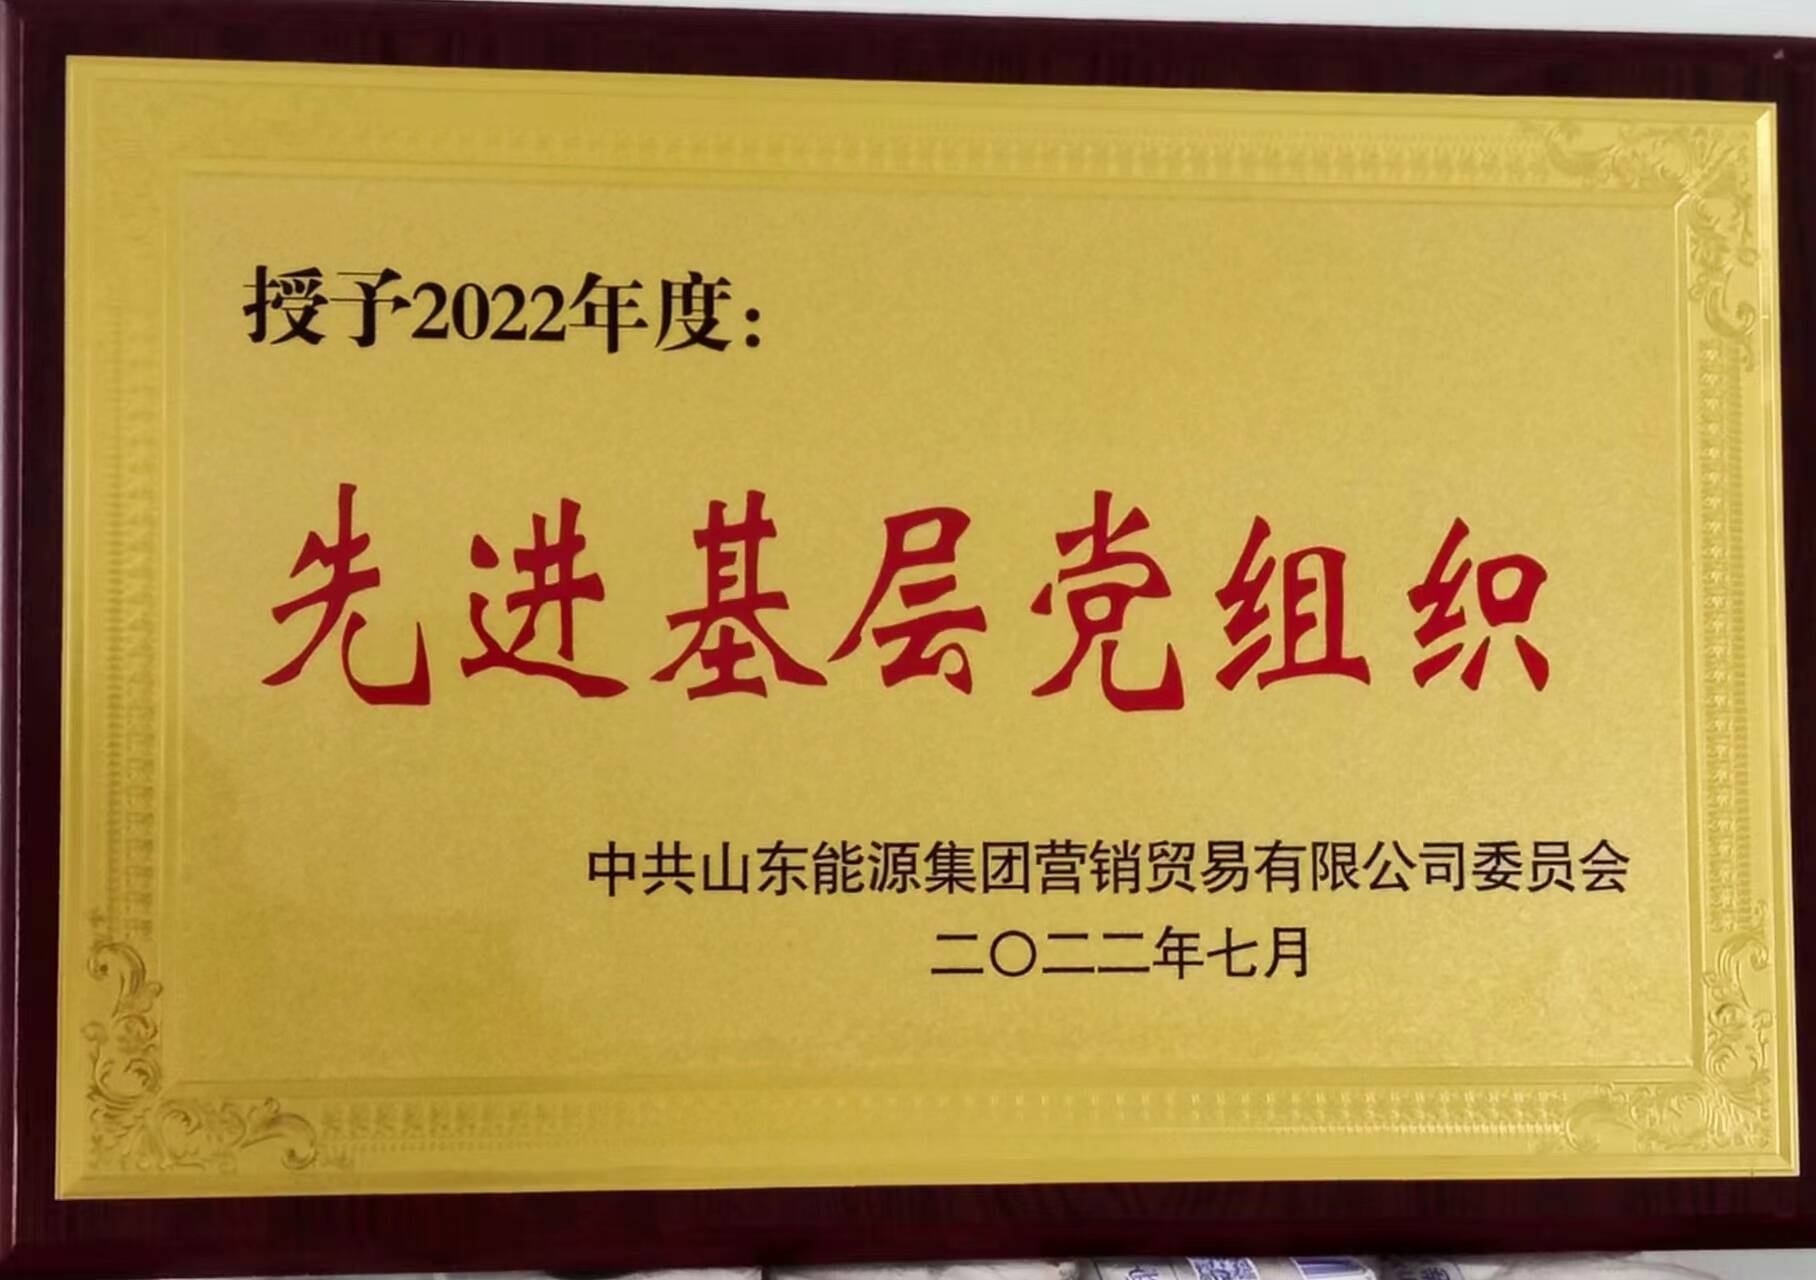 授予2022年度：
先进基层党组织
中共山东能源集团营销贸易有限公司委员会
二〇二二年七月